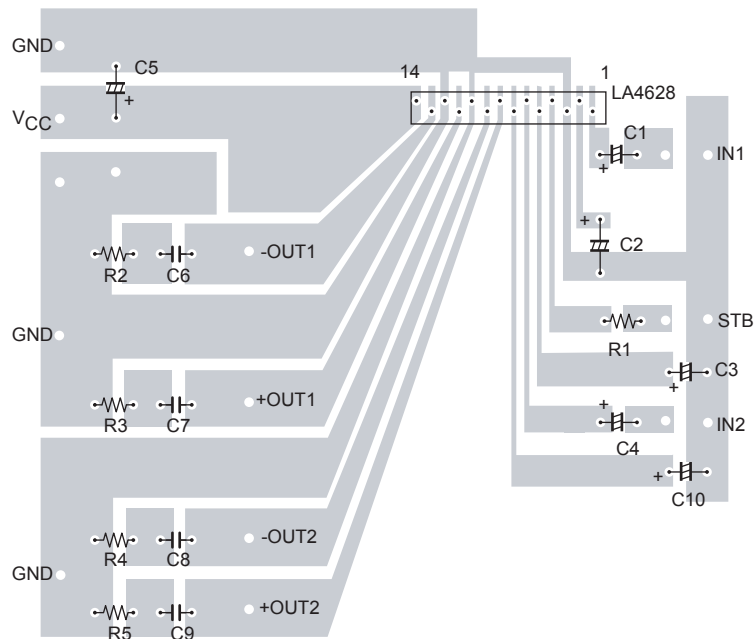 GND
C5
+
VCC
14
1
LA4628
C1
+
IN1
+
C2
R2
C6
-OUT1
GND
STB
R1
C3
+
R3
C7
+OUT1
+
C4
IN2
+
C10
R4
C8
-OUT2
GND
R5
C9
+OUT2